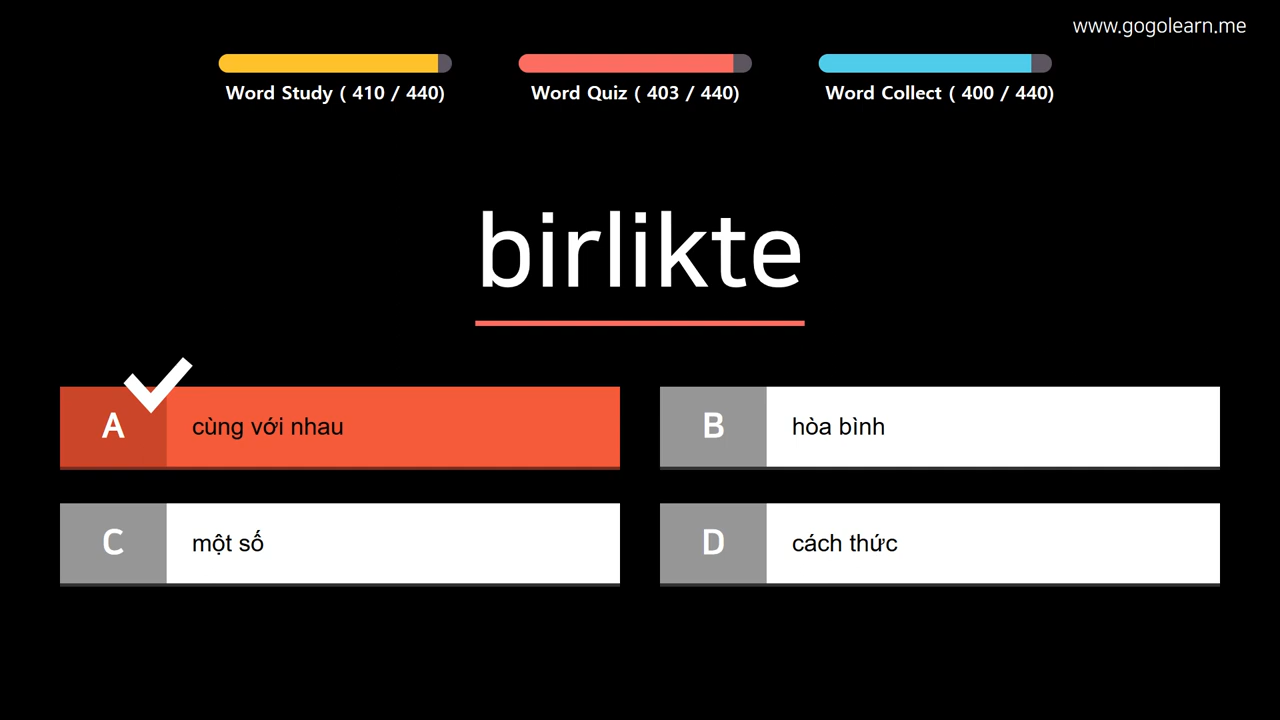 www.gogolearn.me
Word Study ( 410 / 440)
Word Quiz ( 403 / 440)
Word Collect ( 400 / 440)
birlikte
A
cùng với nhau
B
hòa bình
C
một số
D
cách thức